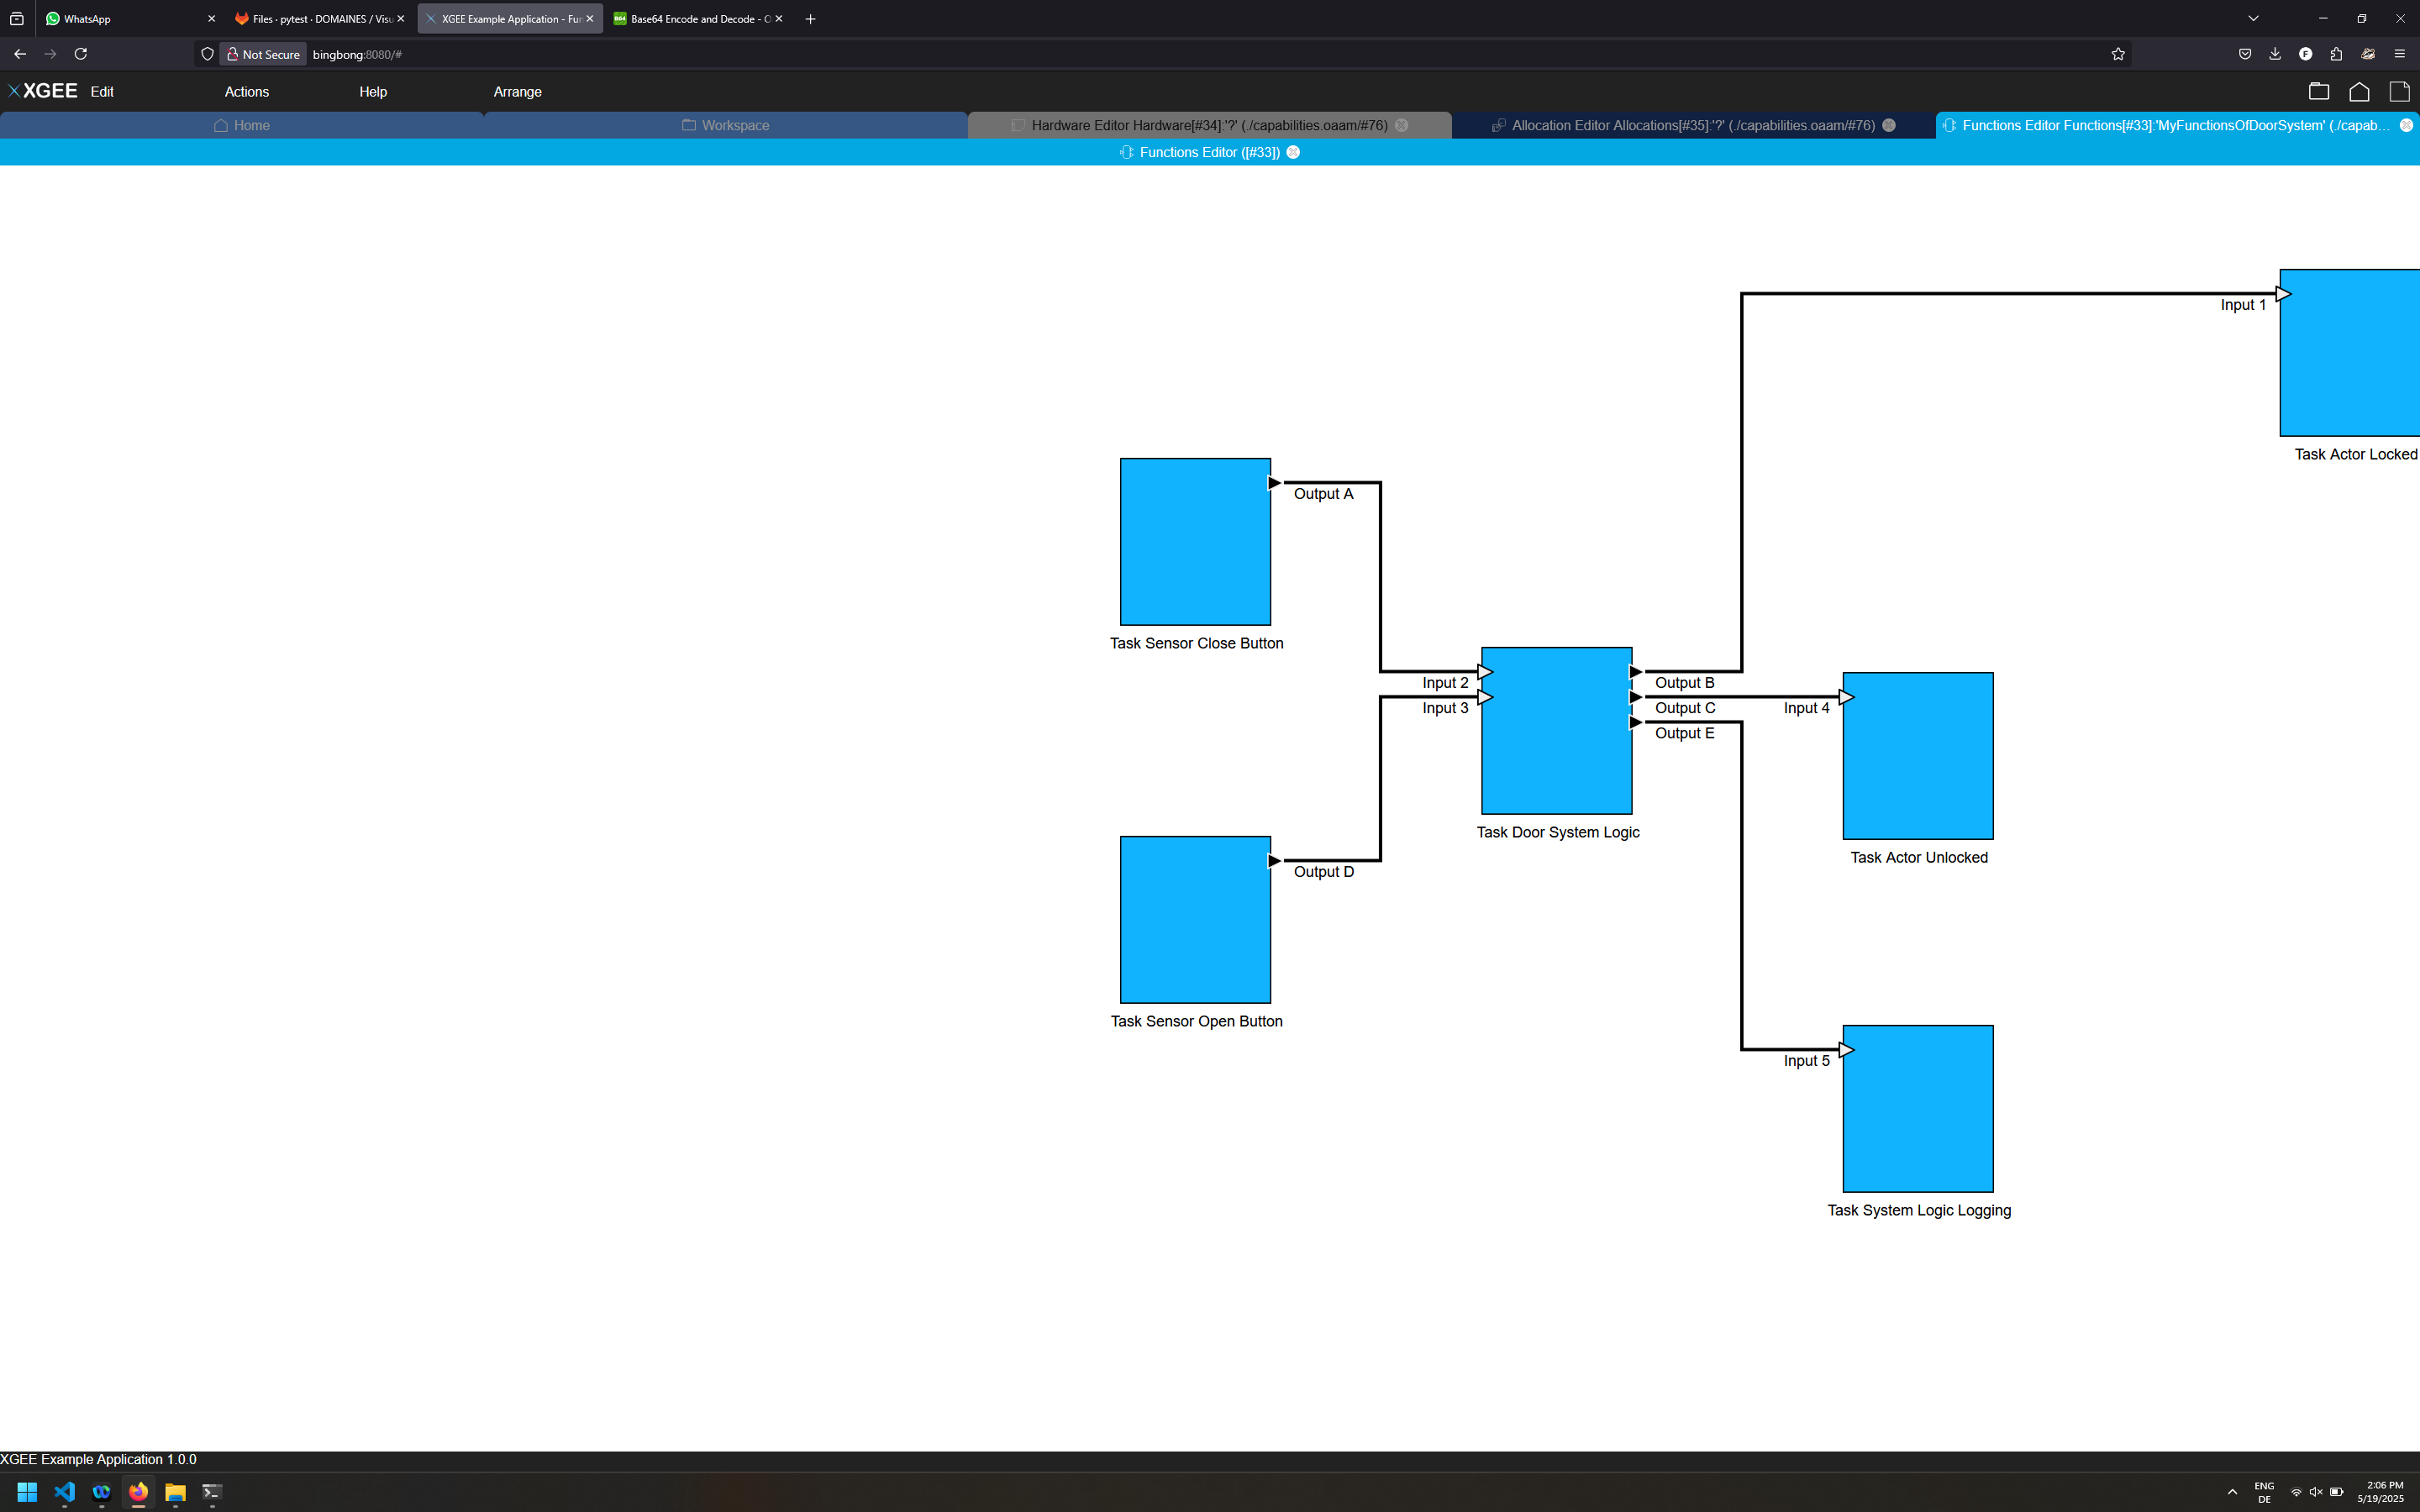 WhatsApp
Files · pytest · DOMAINES / Visu
XGEE Example Application - Fun
B64 Base64 Encode and Decode - O
Not Secure bingbong:8080/#
XGEE Edit Actions Help Arrange
Home
Workspace
Hardware Editor Hardware[#34]:'?' (./capabilities.oaam/#76)
Allocation Editor Allocations[#35]:'?' (./capabilities.oaam/#76)
Functions Editor Functions[#33]:'MyFunctionsOfDoorSystem' (./capab...
Functions Editor ([#33])
Input 1
Task Actor Locked
Output A
Task Sensor Close Button
Input 2
Input 3
Output B
Output C
Output E
Input 4
Task Door System Logic
Task Actor Unlocked
Output D
Task Sensor Open Button
Input 5
Task System Logic Logging
XGEE Example Application 1.0.0
ENG
DE
2:06 PM
5/19/2025